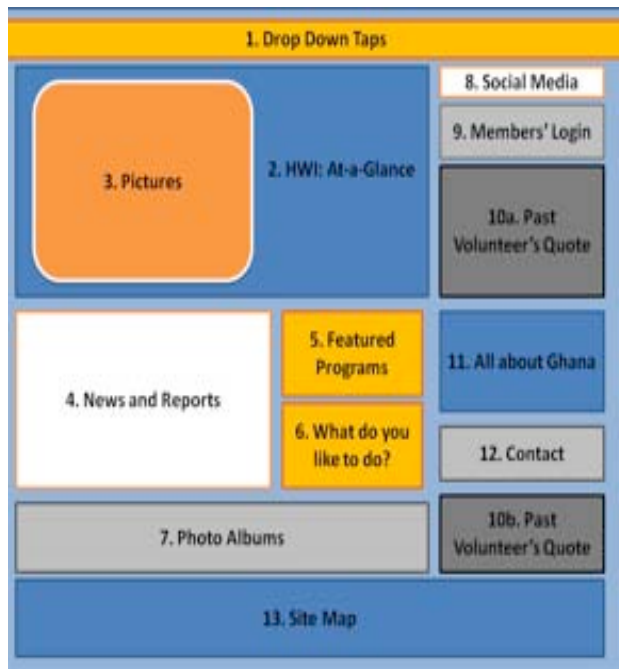 1. Drop Down Taps
8. Social Media
9. Members' Login
3. Pictures
2. HWI: At-a-Glance
10a. Past
Volunteer's Quote
5. Featured
Programs
11. All about Ghana
4. News and Reports
6. What do you
like to do?
12. Contact
7. Photo Albums
10b. Past
Volunteer's Quote
13. Site Map